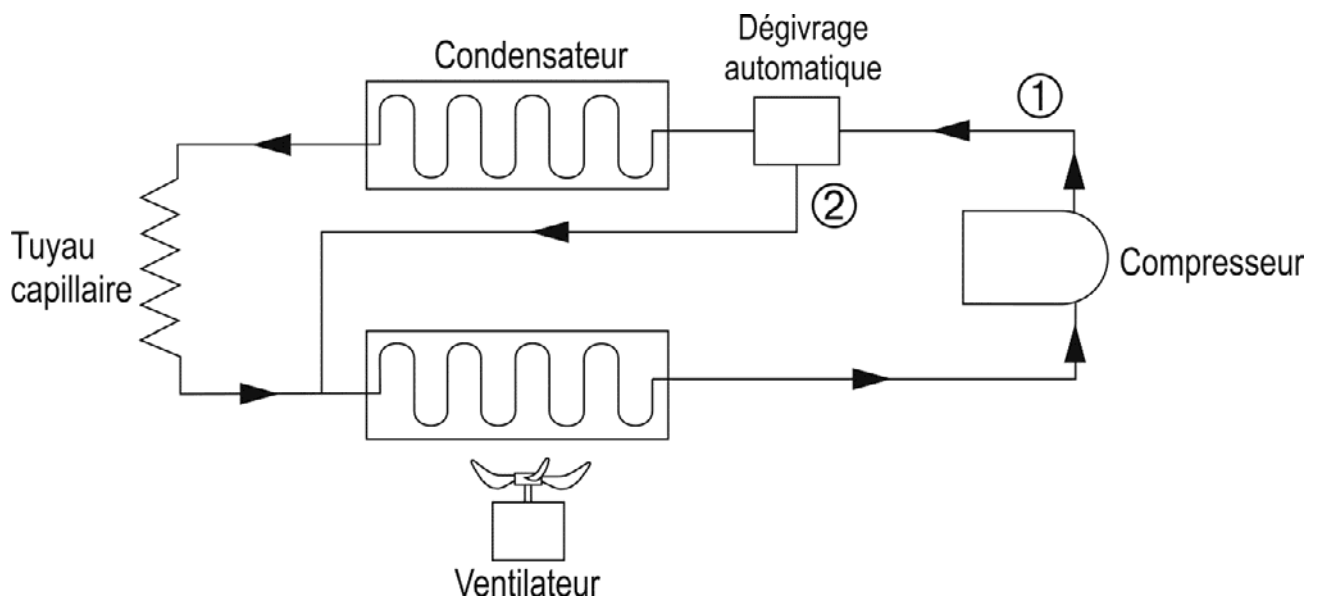 Dégivrage
automatique
Condensateur
①
②
Tuyau
capillaire
Compresseur
Ventilateur